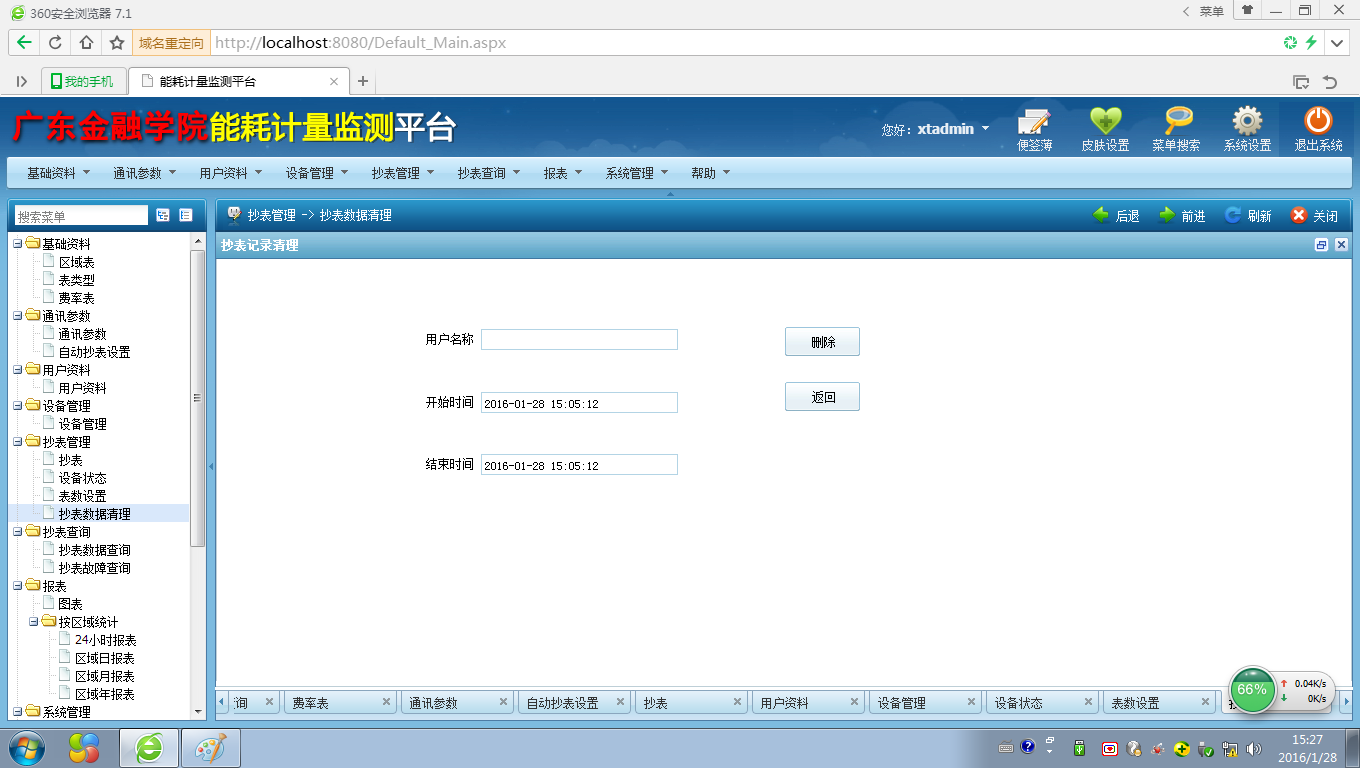 360安全浏览器 7.1
菜单
域名重定向 http://localhost:8080/Default_Main.aspx
我的手机 能耗计量监测平台
广东金融学院能耗计量监测平台
您好：xtadmin
便签薄 皮肤设置 菜单搜索 系统设置 退出系统
基础资料 通讯参数 用户资料 设备管理 抄表管理 抄表查询 报表 系统管理 帮助
搜索菜单
抄表管理 -> 抄表数据清理
后退 前进 刷新 关闭
抄表记录清理
基础资料
区域表
表类型
费率表
通讯参数
通讯参数
自动抄表设置
用户资料
用户资料
设备管理
设备管理
抄表管理
抄表
设备状态
表数设置
抄表数据清理
抄表查询
抄表数据查询
抄表故障查询
报表
图表
按区域统计
24小时报表
区域日报表
区域月报表
区域年报表
系统管理
用户名称
删除
开始时间 2016-01-28 15:05:12
返回
结束时间 2016-01-28 15:05:12
询 费率表 通讯参数 自动抄表设置 抄表 用户资料 设备管理 设备状态 表数设置
66%
0.04K/s
0K/s
15:27
2016/1/28